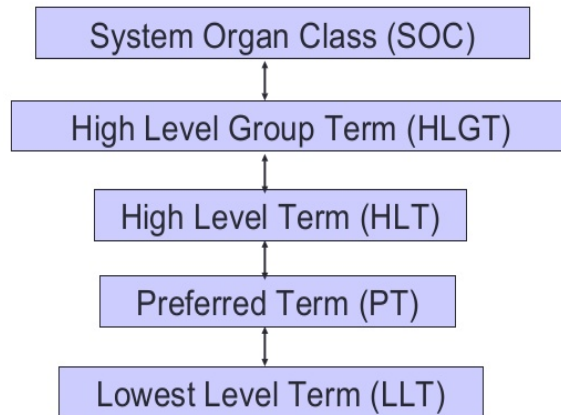 System Organ Class (SOC)
High Level Group Term (HLGT)
High Level Term (HLT)
Preferred Term (PT)
Lowest Level Term (LLT)